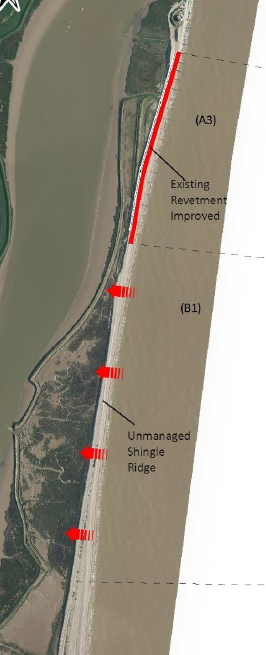 (A3)
Existing
Revetment
Improved
(B1)
Unmanaged
Shingle
Ridge